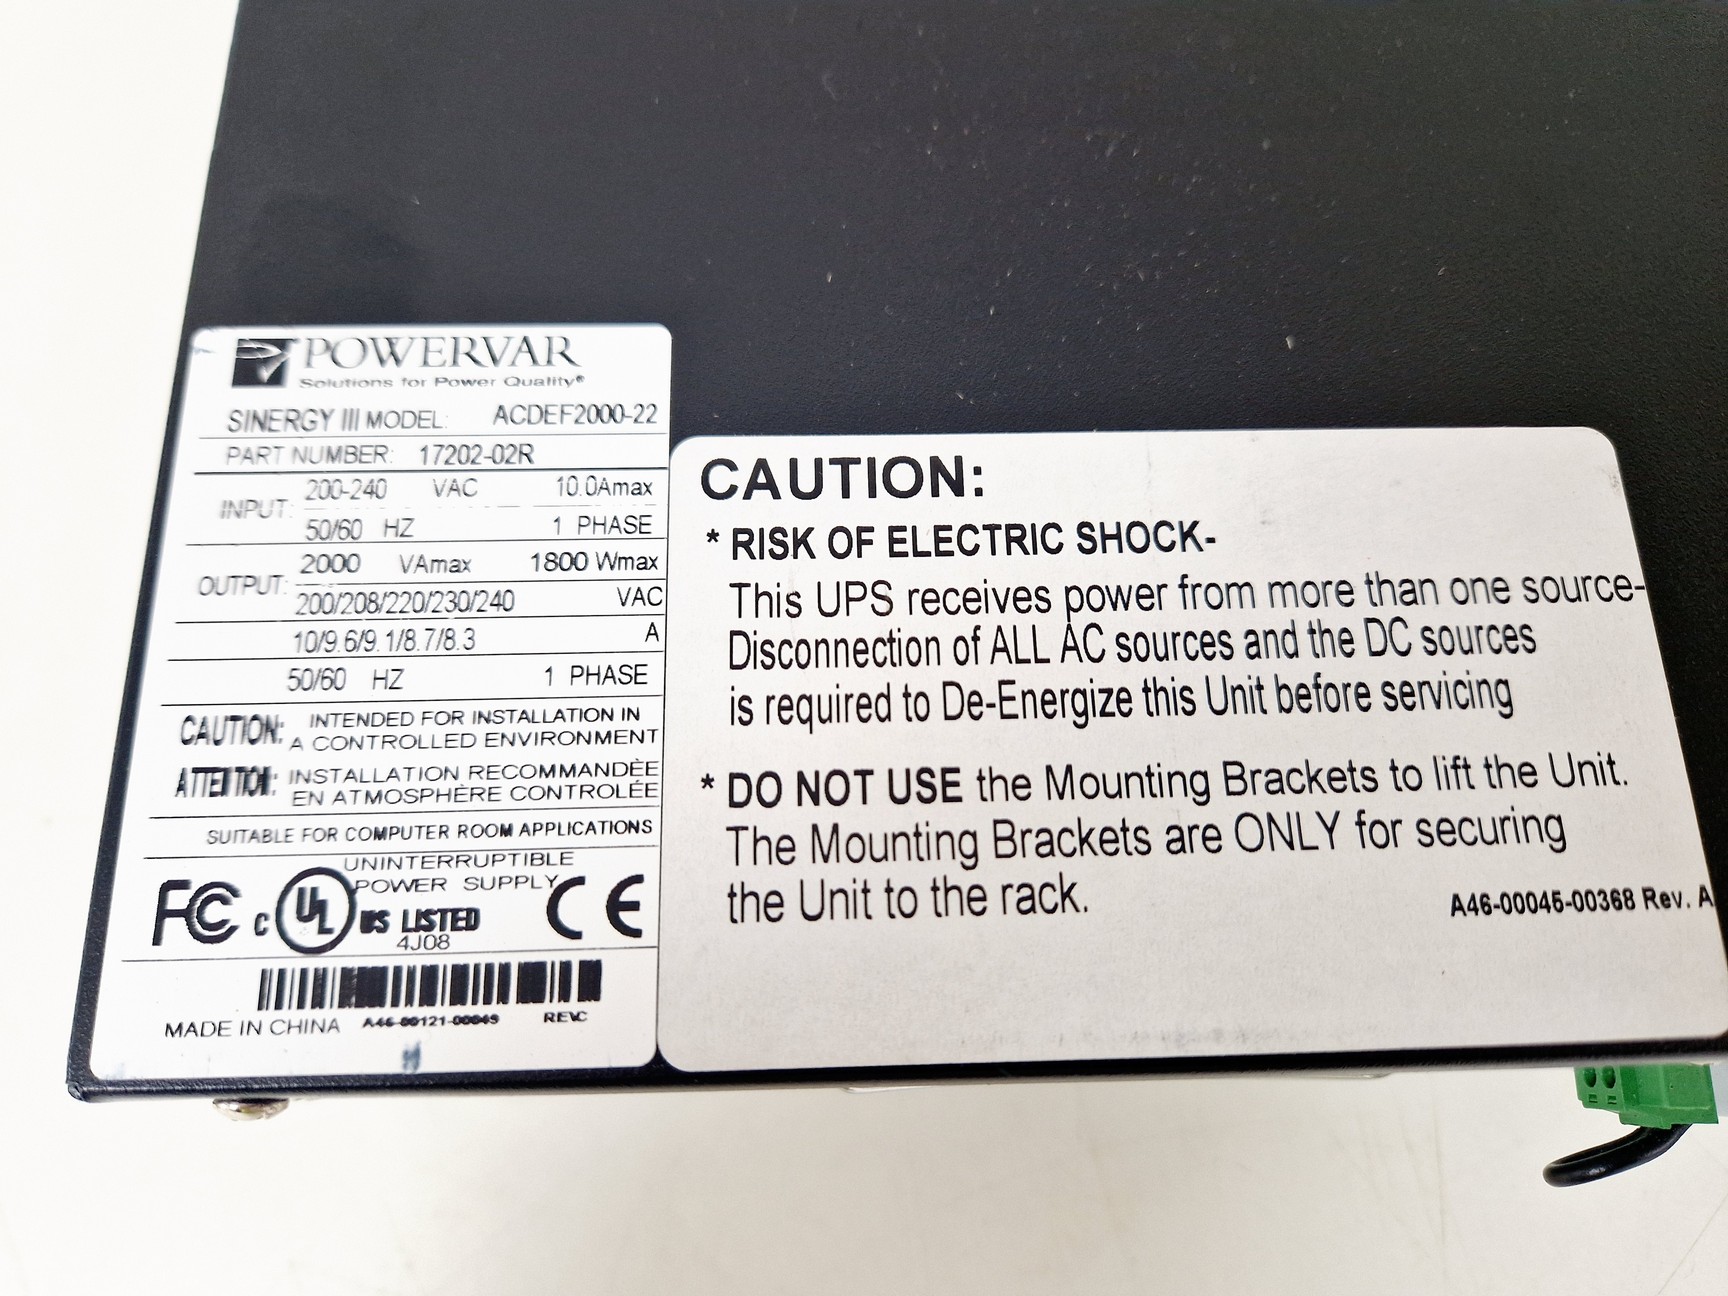 POWERVAR
Solutions for Power Quality®
SINERGY III MODEL: ACDEF2000-22
PART NUMBER: 17202-02R
INPUT: 200-240 VAC 10.0Amax
50/60 HZ 1 PHASE
OUTPUT: 2000 VAmax 1800 Wmax
200/208/220/230/240 VAC
10/9.6/9.1/8.7/8.3 A
50/60 HZ 1 PHASE
CAUTION: INTENDED FOR INSTALLATION IN
A CONTROLLED ENVIRONMENT
ATTENTION: INSTALLATION RECOMMANDÈE
EN ATMOSPHÈRE CONTROLÉE
SUITABLE FOR COMPUTER ROOM APPLICATIONS
UNINTERRUPTIBLE
POWER SUPPLY
FC C UL US LISTED CE
4J08
MADE IN CHINA A46-00121-00049 REV.C
CAUTION:
* RISK OF ELECTRIC SHOCK-
This UPS receives power from more than one source-
Disconnection of ALL AC sources and the DC sources
is required to De-Energize this Unit before servicing
* DO NOT USE the Mounting Brackets to lift the Unit.
The Mounting Brackets are ONLY for securing
the Unit to the rack.
A46-00045-00368 Rev. A